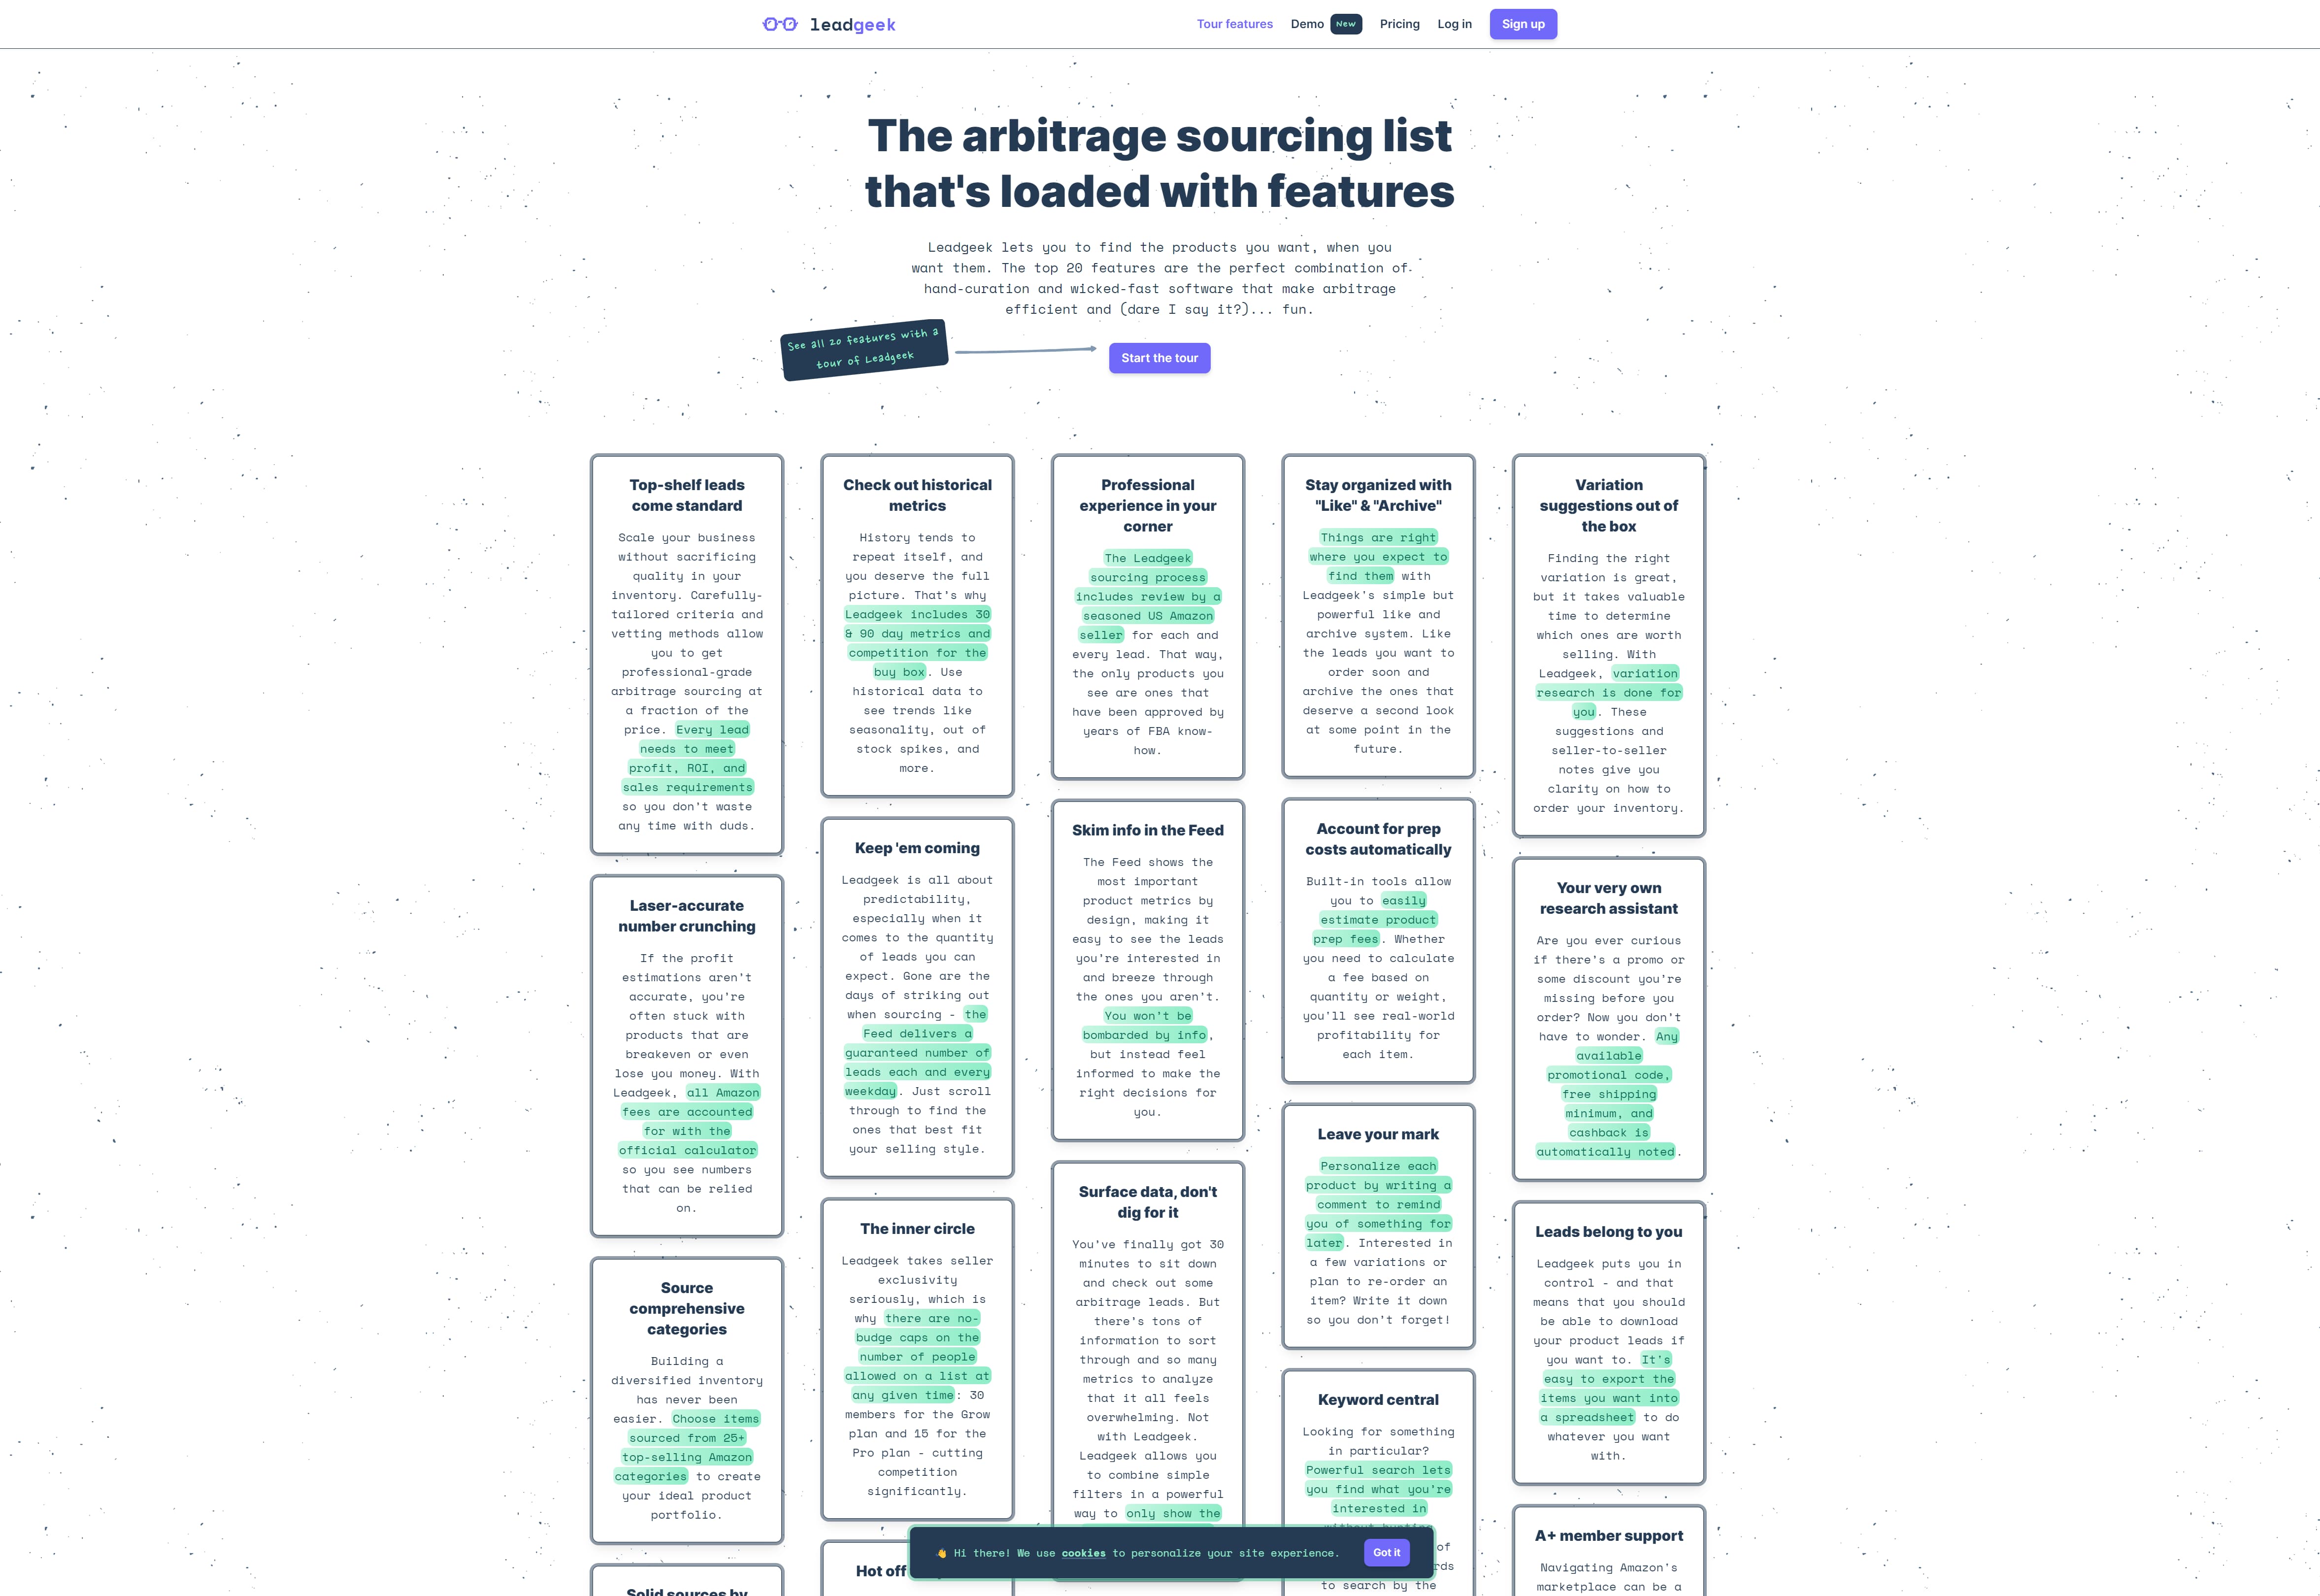 leadgeek
Tour features
Demo
New
Pricing
Log in
Sign up
The arbitrage sourcing list
that's loaded with features
Leadgeek lets you to find the products you want, when you
want them. The top 20 features are the perfect combination of
hand-curation and wicked-fast software that make arbitrage
efficient and (dare I say it?)... fun.
See all 20 features with a
tour of Leadgeek
Start the tour
Top-shelf leads
come standard
Scale your business
without sacrificing
quality in your
inventory. Carefully-
tailored criteria and
vetting methods allow
you to get
professional-grade
arbitrage sourcing at
a fraction of the
price. Every lead
needs to meet
profit, ROI, and
sales requirements
so you don't waste
any time with duds.
Laser-accurate
number crunching
If the profit
estimations aren't
accurate, you're
often stuck with
products that are
breakeven or even
lose you money. With
Leadgeek, all Amazon
fees are accounted
for with the
official calculator
so you see numbers
that can be relied
on.
Source
comprehensive
categories
Building a
diversified inventory
has never been
easier. Choose items
sourced from 25+
top-selling Amazon
categories to create
your ideal product
portfolio.
Solid sources by
Check out historical
metrics
History tends to
repeat itself, and
you deserve the full
picture. That's why
Leadgeek includes 30
& 90 day metrics and
competition for the
buy box. Use
historical data to
see trends like
seasonality, out of
stock spikes, and
more.
Keep 'em coming
Leadgeek is all about
predictability,
especially when it
comes to the quantity
of leads you can
expect. Gone are the
days of striking out
when sourcing - the
Feed delivers a
guaranteed number of
leads each and every
weekday. Just scroll
through to find the
ones that best fit
your selling style.
The inner circle
Leadgeek takes seller
exclusivity
seriously, which is
why there are no-
budge caps on the
number of people
allowed on a list at
any given time: 30
members for the Grow
plan and 15 for the
Pro plan - cutting
competition
significantly.
Hot off
Professional
experience in your
corner
The Leadgeek
sourcing process
includes review by a
seasoned US Amazon
seller for each and
every lead. That way,
the only products you
see are ones that
have been approved by
years of FBA know-
how.
Skim info in the Feed
The Feed shows the
most important
product metrics by
design, making it
easy to see the leads
you're interested in
and breeze through
the ones you aren't.
You won't be
bombarded by info,
but instead feel
informed to make the
right decisions for
you.
Surface data, don't
dig for it
You've finally got 30
minutes to sit down
and check out some
arbitrage leads. But
there's tons of
information to sort
through and so many
metrics to analyze
that it all feels
overwhelming. Not
with Leadgeek.
Leadgeek allows you
to combine simple
filters in a powerful
way to only show the
Stay organized with
"Like" & "Archive"
Things are right
where you expect to
find them with
Leadgeek's simple but
powerful like and
archive system. Like
the leads you want to
order soon and
archive the ones that
deserve a second look
at some point in the
future.
Account for prep
costs automatically
Built-in tools allow
you to easily
estimate product
prep fees. Whether
you need to calculate
a fee based on
quantity or weight,
you'll see real-world
profitability for
each item.
Leave your mark
Personalize each
product by writing a
comment to remind
you of something for
later. Interested in
a few variations or
plan to re-order an
item? Write it down
so you don't forget!
Keyword central
Looking for something
in particular?
Powerful search lets
you find what you're
interested in
of
to search by the
Variation
suggestions out of
the box
Finding the right
variation is great,
but it takes valuable
time to determine
which ones are worth
selling. With
Leadgeek, variation
research is done for
you. These
suggestions and
seller-to-seller
notes give you
clarity on how to
order your inventory.
Your very own
research assistant
Are you ever curious
if there's a promo or
some discount you're
missing before you
order? Now you don't
have to wonder. Any
available
promotional code,
free shipping
minimum, and
cashback is
automatically noted.
Leads belong to you
Leadgeek puts you in
control - and that
means that you should
be able to download
your product leads if
you want to. It's
easy to export the
items you want into
a spreadsheet to do
whatever you want
with.
A+ member support
Navigating Amazon's
marketplace can be a
👋 Hi there! We use cookies to personalize your site experience.
Got it